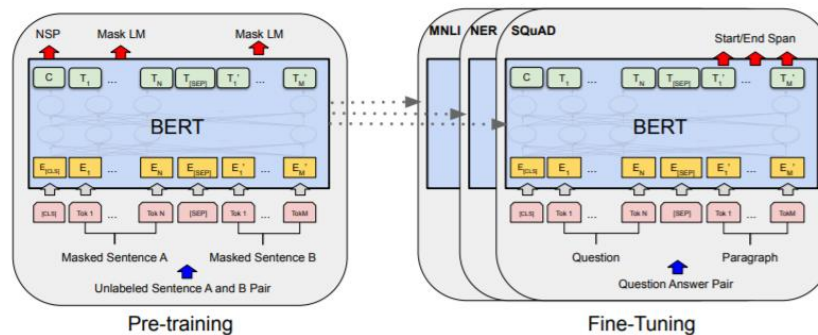 NSP Mask LM Mask LM
C T1 ... TN T[SEP] T1' ... TM'
BERT
E[CLS] E1 ... EN E[SEP] E1' ... EM'
[CLS] Tok 1 ... Tok N [SEP] Tok 1 ... TokM
Masked Sentence A Masked Sentence B
Unlabeled Sentence A and B Pair
Pre-training
MNLI NER SQuAD
Start/End Span
C T1 ... TN T[SEP] T1' ... TM'
BERT
E[CLS] E1 ... EN E[SEP] E1' ... EM'
[CLS] Tok 1 ... Tok N [SEP] Tok 1 ... TokM
Question Paragraph
Question Answer Pair
Fine-Tuning